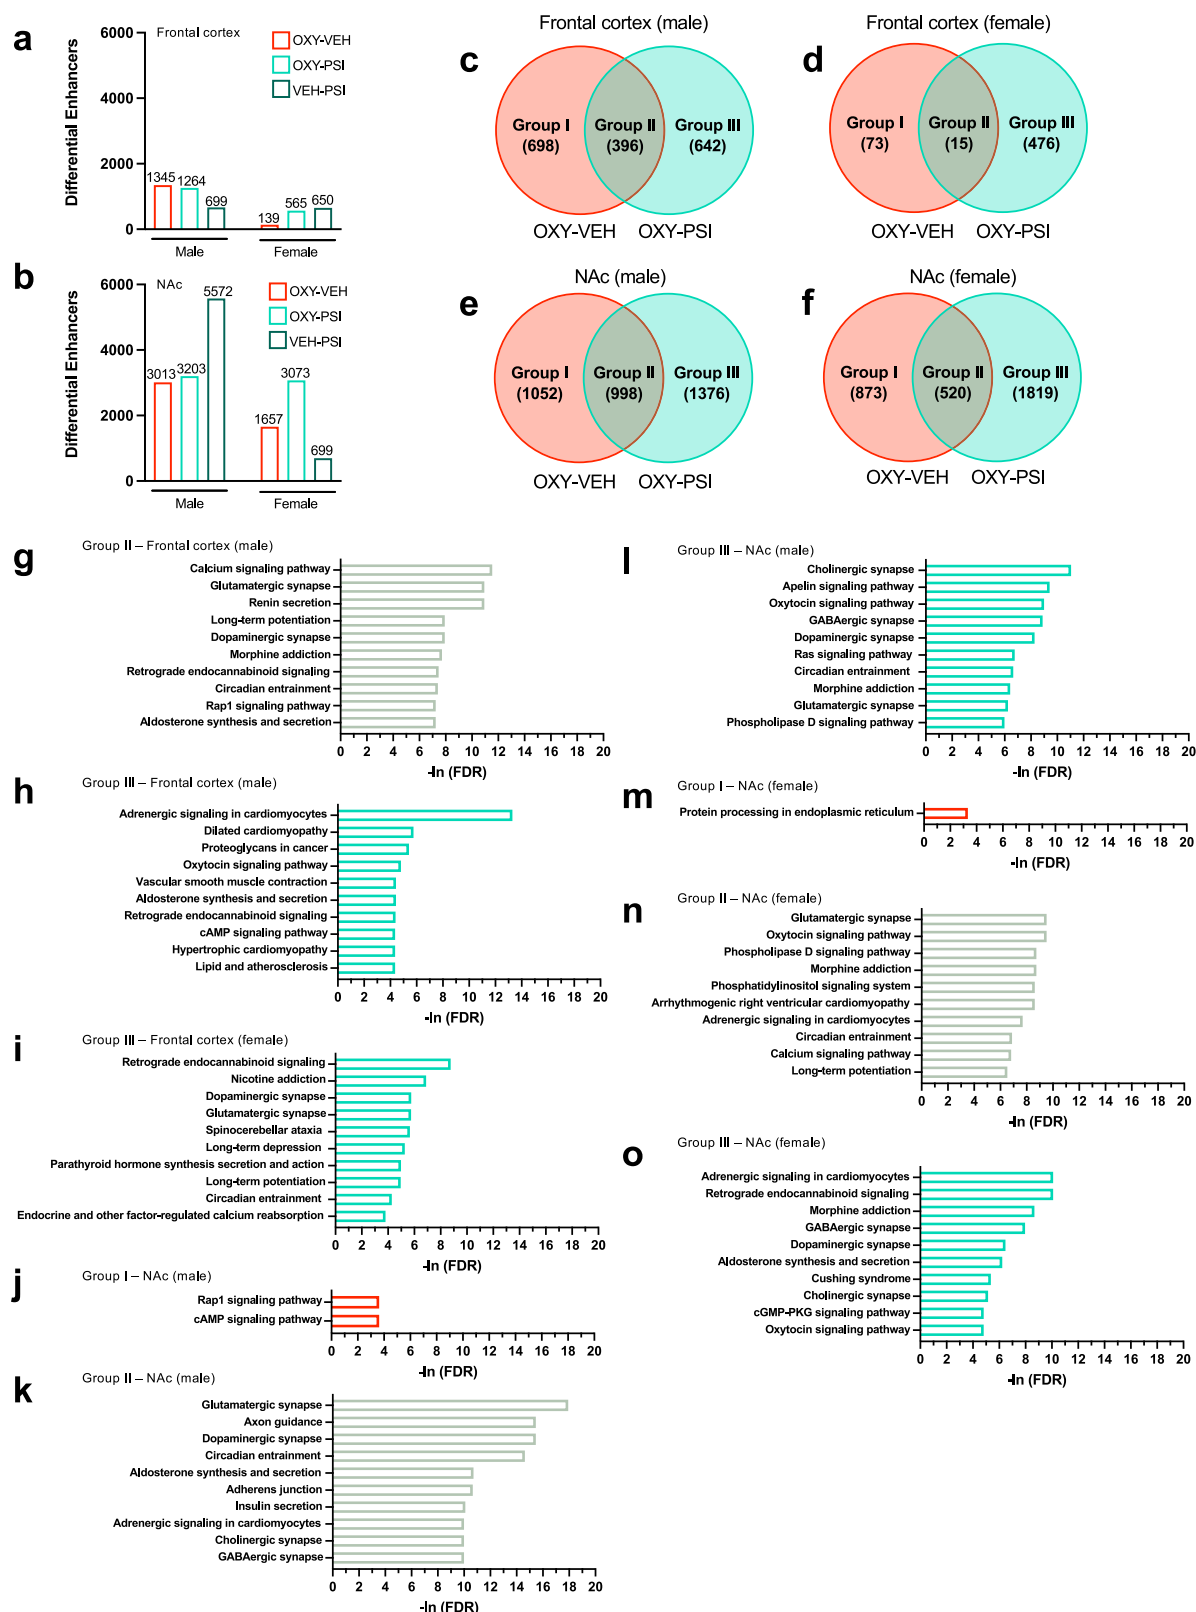 a
Frontal cortex
Differential Enhancers
6000
4000
2000
0
OXY-VEH
OXY-PSI
VEH-PSI
1345
1264
699
139
565
650
Male
Female
b
NAc
Differential Enhancers
6000
4000
2000
0
OXY-VEH
OXY-PSI
VEH-PSI
3013
3203
5572
1657
3073
699
Male
Female
c
Frontal cortex (male)
Group I
(698)
Group II
(396)
Group III
(642)
OXY-VEH
OXY-PSI
d
Frontal cortex (female)
Group I
(73)
Group II
(15)
Group III
(476)
OXY-VEH
OXY-PSI
e
NAc (male)
Group I
(1052)
Group II
(998)
Group III
(1376)
OXY-VEH
OXY-PSI
f
NAc (female)
Group I
(873)
Group II
(520)
Group III
(1819)
OXY-VEH
OXY-PSI
g
Group II – Frontal cortex (male)
Calcium signaling pathway
Glutamatergic synapse
Renin secretion
Long-term potentiation
Dopaminergic synapse
Morphine addiction
Retrograde endocannabinoid signaling
Circadian entrainment
Rap1 signaling pathway
Aldosterone synthesis and secretion
0 2 4 6 8 10 12 14 16 18 20
-ln (FDR)
h
Group III – Frontal cortex (male)
Adrenergic signaling in cardiomyocytes
Dilated cardiomyopathy
Proteoglycans in cancer
Oxytocin signaling pathway
Vascular smooth muscle contraction
Aldosterone synthesis and secretion
Retrograde endocannabinoid signaling
cAMP signaling pathway
Hypertrophic cardiomyopathy
Lipid and atherosclerosis
0 2 4 6 8 10 12 14 16 18 20
-ln (FDR)
i
Group III – Frontal cortex (female)
Retrograde endocannabinoid signaling
Nicotine addiction
Dopaminergic synapse
Glutamatergic synapse
Spinocerebellar ataxia
Long-term depression
Parathyroid hormone synthesis secretion and action
Long-term potentiation
Circadian entrainment
Endocrine and other factor-regulated calcium reabsorption
0 2 4 6 8 10 12 14 16 18 20
-ln (FDR)
j
Group I – NAc (male)
Rap1 signaling pathway
cAMP signaling pathway
0 2 4 6 8 10 12 14 16 18 20
-ln (FDR)
k
Group II – NAc (male)
Glutamatergic synapse
Axon guidance
Dopaminergic synapse
Circadian entrainment
Aldosterone synthesis and secretion
Adherens junction
Insulin secretion
Adrenergic signaling in cardiomyocytes
Cholinergic synapse
GABAergic synapse
0 2 4 6 8 10 12 14 16 18 20
-ln (FDR)
l
Group III – NAc (male)
Cholinergic synapse
Apelin signaling pathway
Oxytocin signaling pathway
GABAergic synapse
Dopaminergic synapse
Ras signaling pathway
Circadian entrainment
Morphine addiction
Glutamatergic synapse
Phospholipase D signaling pathway
0 2 4 6 8 10 12 14 16 18 20
-ln (FDR)
m
Group I – NAc (female)
Protein processing in endoplasmic reticulum
0 2 4 6 8 10 12 14 16 18 20
-ln (FDR)
n
Group II – NAc (female)
Glutamatergic synapse
Oxytocin signaling pathway
Phospholipase D signaling pathway
Morphine addiction
Phosphatidylinositol signaling system
Arrhythmogenic right ventricular cardiomyopathy
Adrenergic signaling in cardiomyocytes
Circadian entrainment
Calcium signaling pathway
Long-term potentiation
0 2 4 6 8 10 12 14 16 18 20
-ln (FDR)
o
Group III – NAc (female)
Adrenergic signaling in cardiomyocytes
Retrograde endocannabinoid signaling
Morphine addiction
GABAergic synapse
Dopaminergic synapse
Aldosterone synthesis and secretion
Cushing syndrome
Cholinergic synapse
cGMP-PKG signaling pathway
Oxytocin signaling pathway
0 2 4 6 8 10 12 14 16 18 20
-ln (FDR)